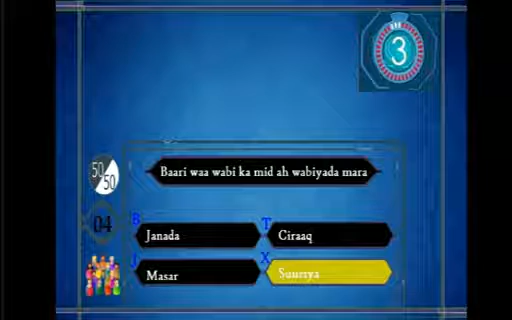 3
Baari waa wabi ka mid ah wabiyada mara
50
50
04
B
Janada
T
Ciraaq
J
Masar
X
Suuriya